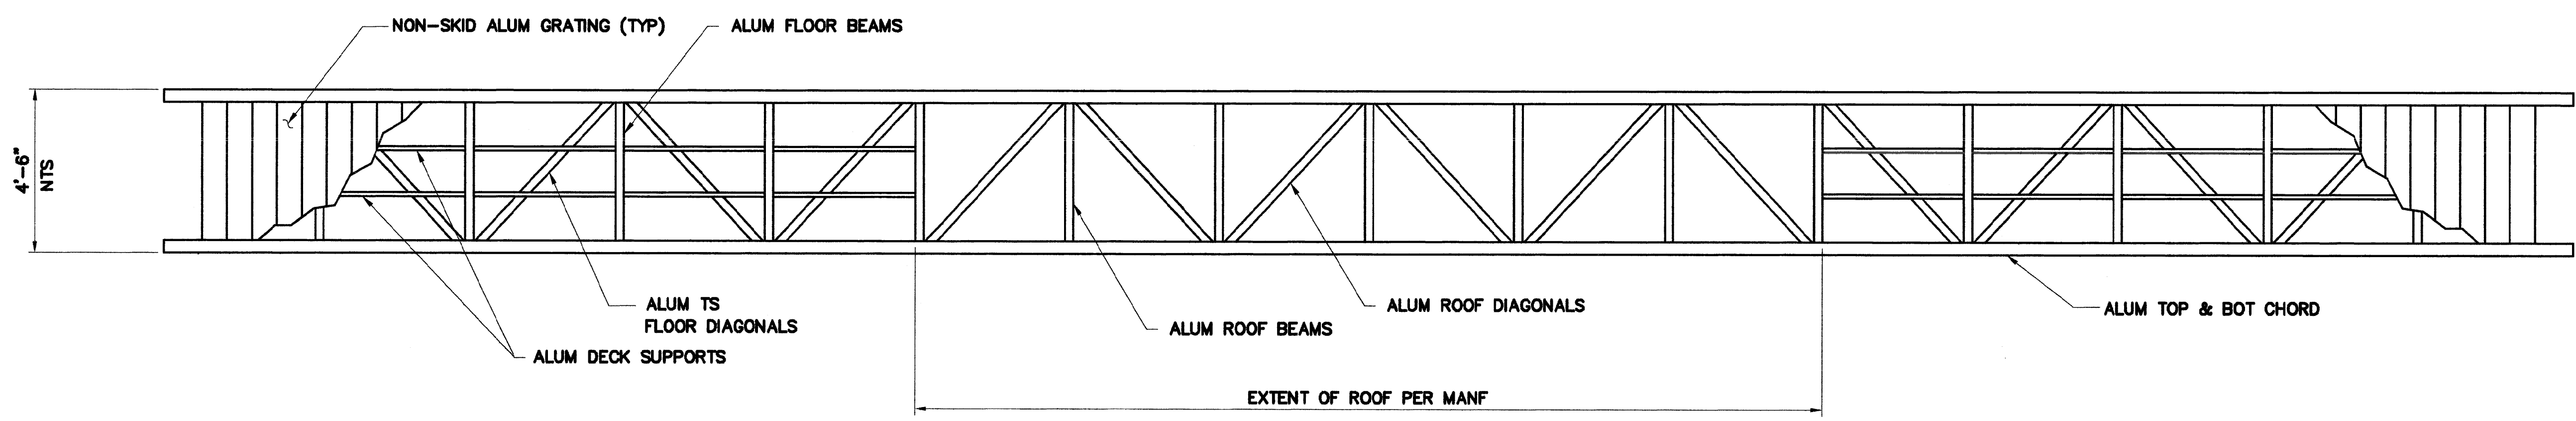 NON-SKID ALUM GRATING (TYP)
ALUM FLOOR BEAMS
4'-6"
NTS
ALUM TS
FLOOR DIAGONALS
ALUM DECK SUPPORTS
ALUM ROOF BEAMS
ALUM ROOF DIAGONALS
ALUM TOP & BOT CHORD
EXTENT OF ROOF PER MANF